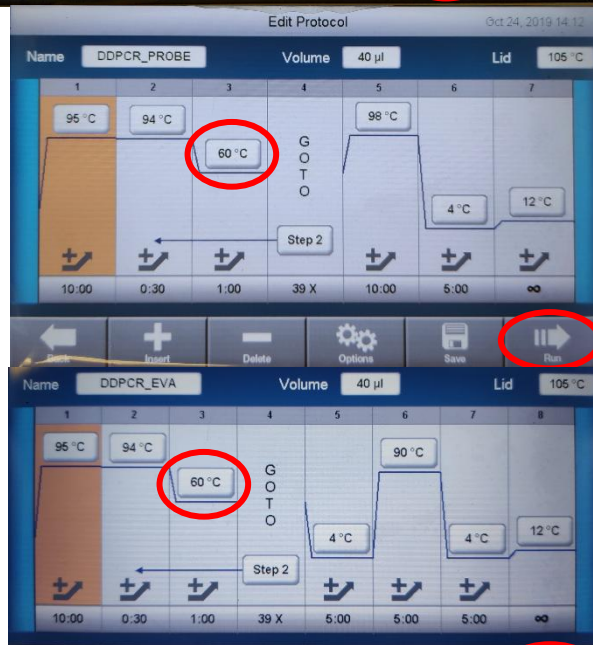 Edit Protocol Oct 24, 2019 14:12
Name DDPCR_PROBE Volume 40 µl Lid 105 °C
1 2 3 4 5 6 7
95 °C 94 °C 60 °C GOTO 98 °C 4 °C 12 °C
Step 2
10:00 0:30 1:00 39 X 10:00 5:00 ∞
Back Insert Delete Options Save Run
Name DDPCR_EVA Volume 40 µl Lid 105 °C
1 2 3 4 5 6 7 8
95 °C 94 °C 60 °C GOTO 4 °C 90 °C 4 °C 12 °C
Step 2
10:00 0:30 1:00 39 X 5:00 5:00 5:00 ∞